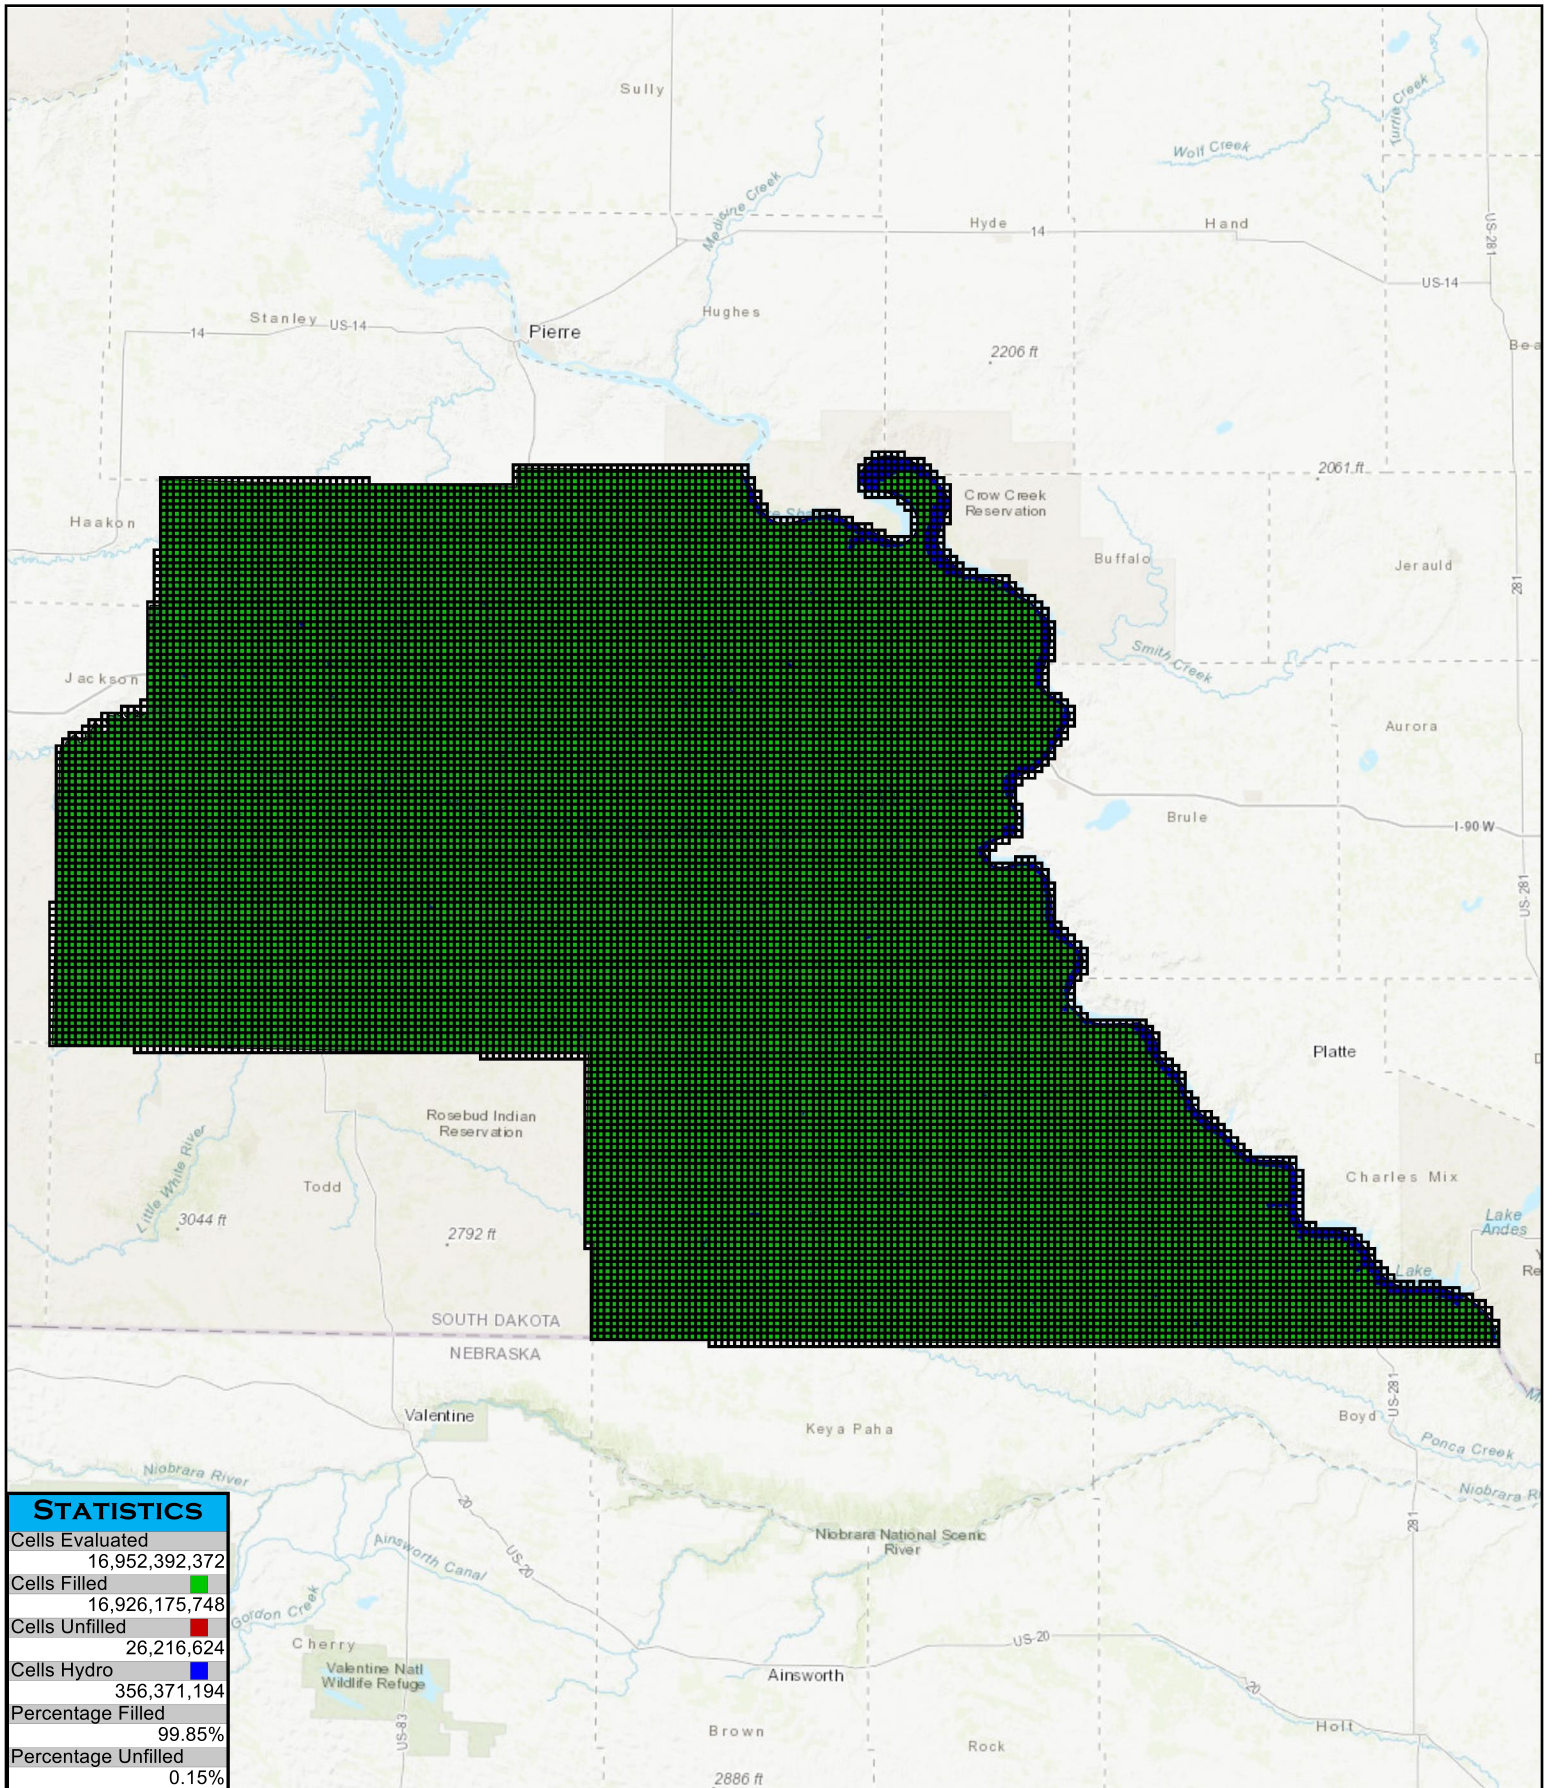 Sully
Turtle Creek
Wolf Creek
Medicine Creek
Hyde
14
Hand
US-281
US-14
Stanley
US-14
14
Hughes
Pierre
2206 ft
Bea
2061 ft
Crow Creek
Reservation
Haakon
Buffalo
Jerauld
281
Smith Creek
Jackson
Aurora
Brule
I-90 W
US-281
Platte
Rosebud Indian
Reservation
Little White River
Todd
Charles Mix
3044 ft
2792 ft
Lake
Andes
Lake
Re
SOUTH DAKOTA
NEBRASKA
Valentine
Keya Paha
US-281
Boyd
Ponca Creek
Niobrara River
Niobrara R
20
281
Niobrara National Scenic
River
Ainsworth Canal
US-20
Gordon Creek
Cherry
US-20
Valentine Natl
Wildlife Refuge
Ainsworth
20
US-83
Brown
Rock
Holt
2886 ft
STATISTICS
Cells Evaluated
16,952,392,372
Cells Filled
16,926,175,748
Cells Unfilled
26,216,624
Cells Hydro
356,371,194
Percentage Filled
99.85%
Percentage Unfilled
0.15%